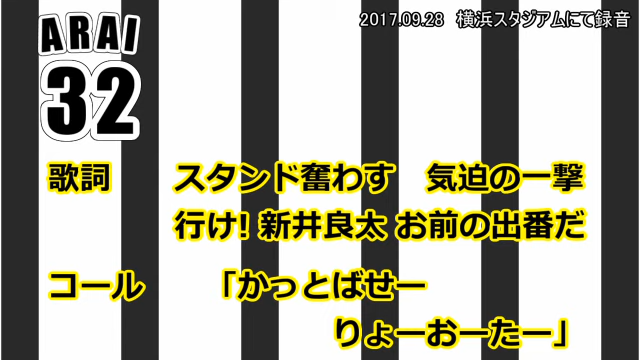 ARAI
32
2017.09.28　横浜スタジアムにて録音
歌詞　スタンド奮わす　気迫の一撃
行け! 新井良太 お前の出番だ
コール　「かっとばせー
りょーおーたー」